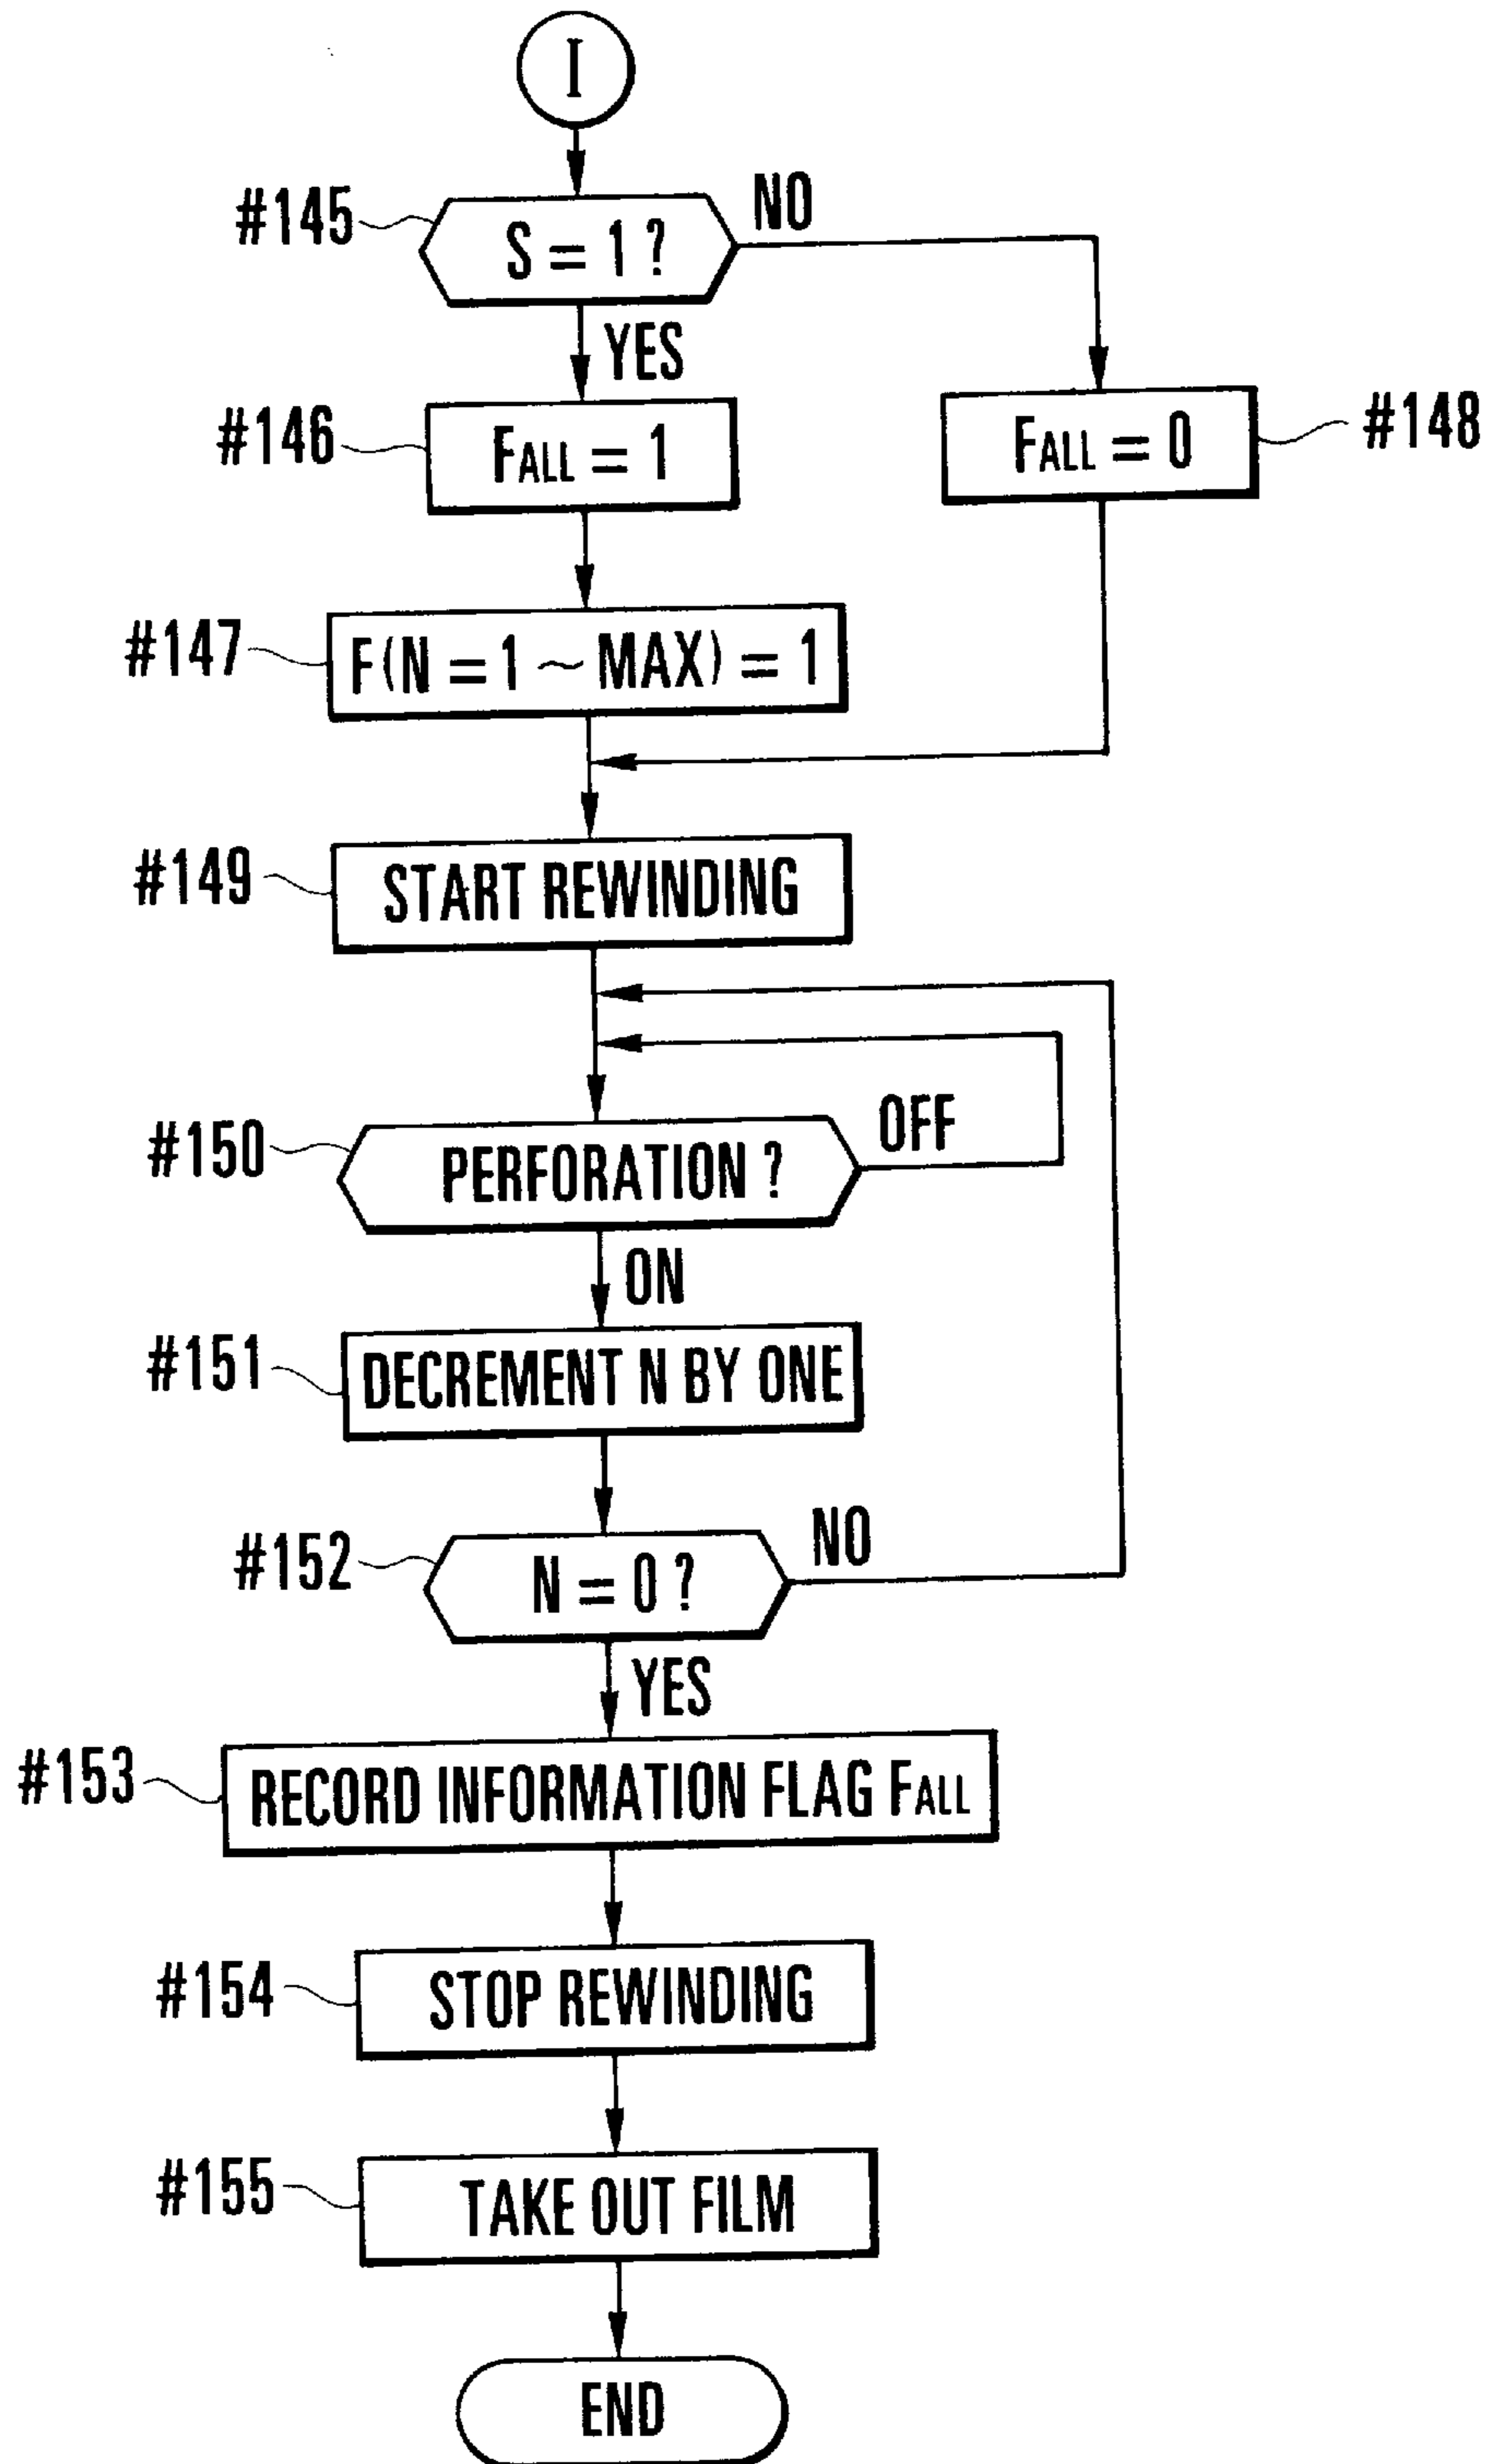 I
#145
S = 1 ?
NO
YES
#146
FALL = 1
FALL = 0
#148
#147
F(N = 1 ~ MAX) = 1
#149
START REWINDING
#150
PERFORATION ?
OFF
ON
#151
DECREMENT N BY ONE
#152
N = 0 ?
NO
YES
#153
RECORD INFORMATION FLAG FALL
#154
STOP REWINDING
#155
TAKE OUT FILM
END